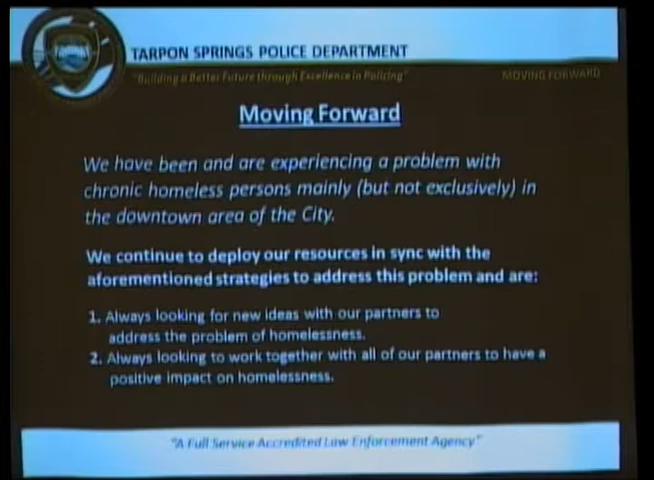 TARPON SPRINGS POLICE DEPARTMENT
"Building a Better Future through Excellence in Policing"
MOVING FORWARD
Moving Forward
We have been and are experiencing a problem with
chronic homeless persons mainly (but not exclusively) in
the downtown area of the City.
We continue to deploy our resources in sync with the
aforementioned strategies to address this problem and are:
1. Always looking for new ideas with our partners to
address the problem of homelessness.
2. Always looking to work together with all of our partners to have a
positive impact on homelessness.
"A Full Service Accredited Law Enforcement Agency"